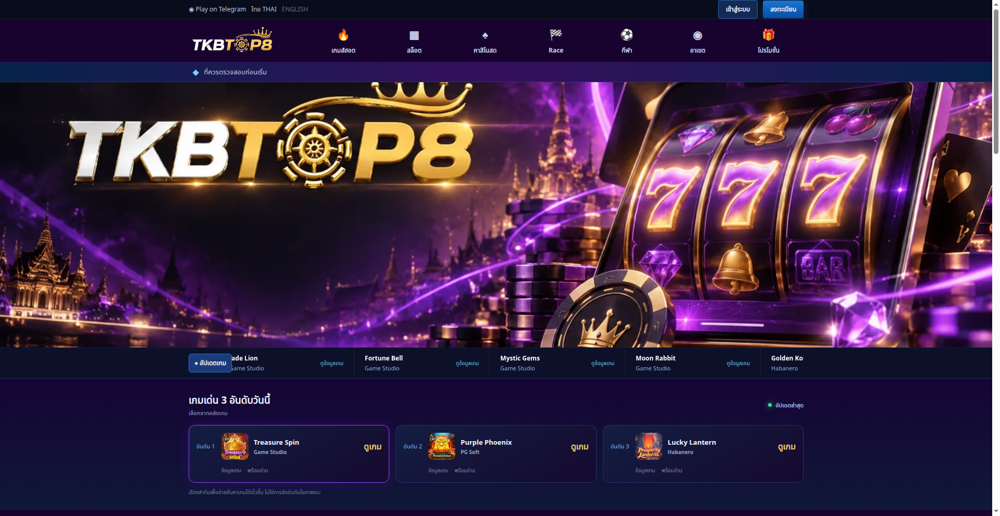 ◉ Play on Telegram ไทย THAI ENGLISH
เข้าสู่ระบบ ลงทะเบียน
TKBTOP8
เกมส์ฮอต สล็อต คาสิโนสด Race กีฬา อาเขต โปรโมชั่น
ที่ควรตรวจสอบก่อนเริ่ม
TKBTOP8
7 7 7
BAR
A
● อัปเดตเกม
ade Lion ดูข้อมูลเกม
Game Studio
Fortune Bell ดูข้อมูลเกม
Game Studio
Mystic Gems ดูข้อมูลเกม
Game Studio
Moon Rabbit ดูข้อมูลเกม
Game Studio
Golden Ko
Habanero
เกมเด่น 3 อันดับวันนี้
เลือกจากคลังเกม
อัปเดตล่าสุด
อันดับ 1 Treasure Spin ดูเกม
Game Studio
Treasure Wild
ข้อมูลเกม พร้อมอ่าน
อันดับ 2 Purple Phoenix ดูเกม
PG Soft
ข้อมูลเกม พร้อมอ่าน
อันดับ 3 Lucky Lantern ดูเกม
Habanero
Prosperity Lanterns
ข้อมูลเกม พร้อมอ่าน
เรียงลำดับเพื่อช่วยค้นหาเกมได้เร็วขึ้น ไม่ใช่การจัดอันดับโอกาสชนะ